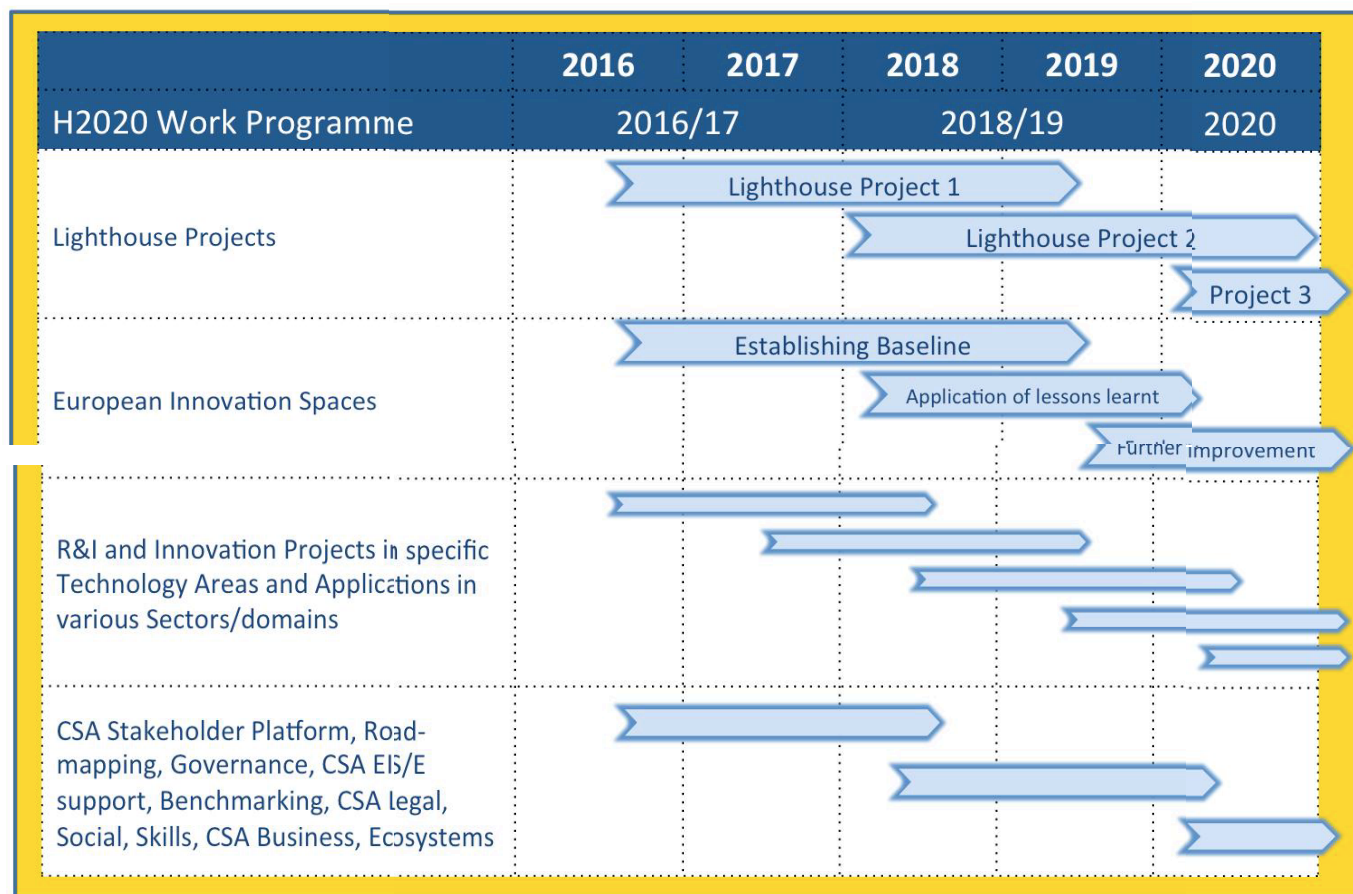 2016 2017 2018 2019 2020
H2020 Work Programme 2016/17 2018/19 2020
Lighthouse Project 1
Lighthouse Projects
Lighthouse Project 2
Project 3
Establishing Baseline
European Innovation Spaces
Application of lessons learnt
Further improvement
R&I and Innovation Projects in specific
Technology Areas and Applications in
various Sectors/domains
CSA Stakeholder Platform, Road-
mapping, Governance, CSA EIS/E
support, Benchmarking, CSA legal,
Social, Skills, CSA Business, Ecosystems